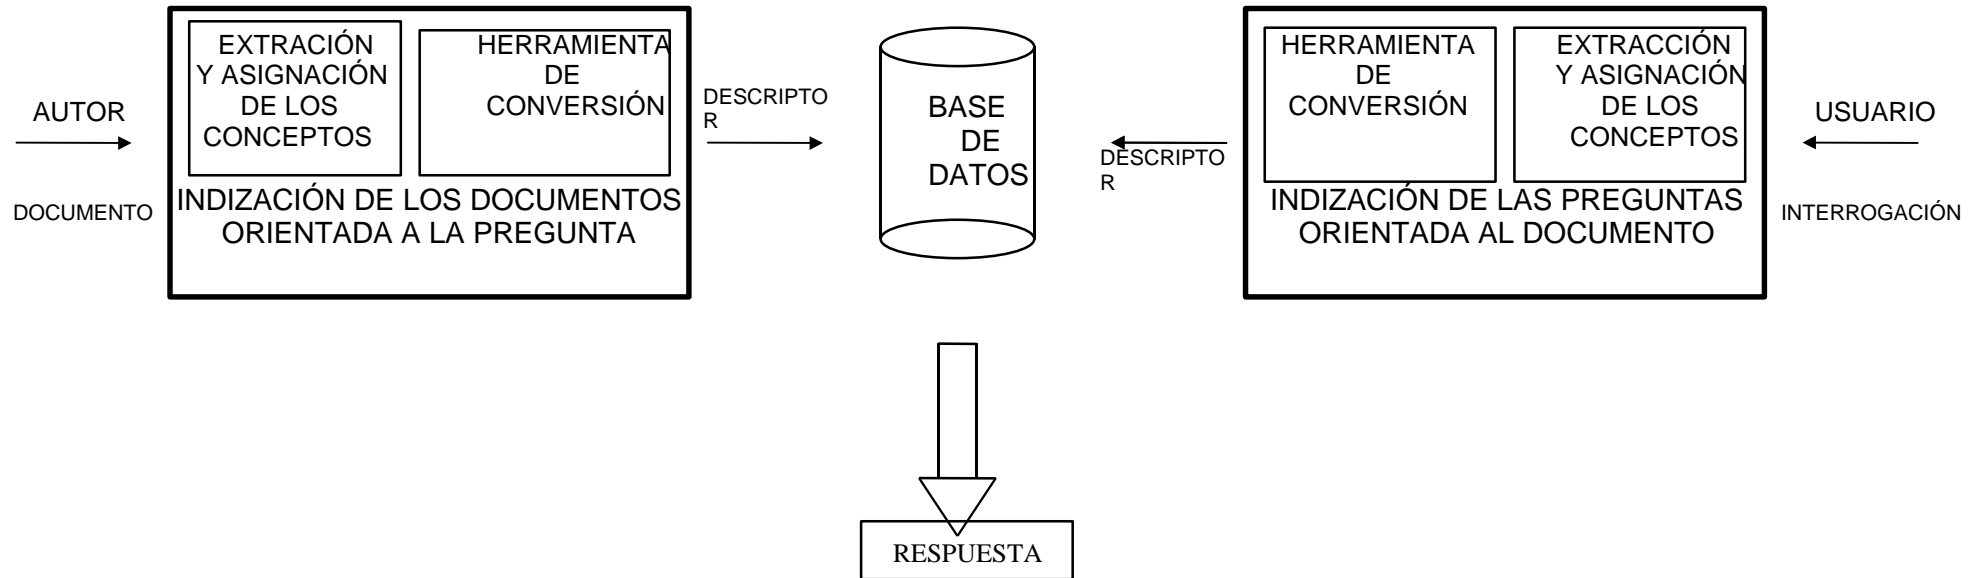 AUTOR
DOCUMENTO
EXTRACIÓN
Y ASIGNACIÓN
DE LOS
CONCEPTOS
HERRAMIENTA
DE
CONVERSIÓN
INDIZACIÓN DE LOS DOCUMENTOS
ORIENTADA A LA PREGUNTA
DESCRIPTO
R
BASE
DE
DATOS
DESCRIPTO
R
HERRAMIENTA
DE
CONVERSIÓN
EXTRACCIÓN
Y ASIGNACIÓN
DE LOS
CONCEPTOS
INDIZACIÓN DE LAS PREGUNTAS
ORIENTADA AL DOCUMENTO
USUARIO
INTERROGACIÓN
RESPUESTA